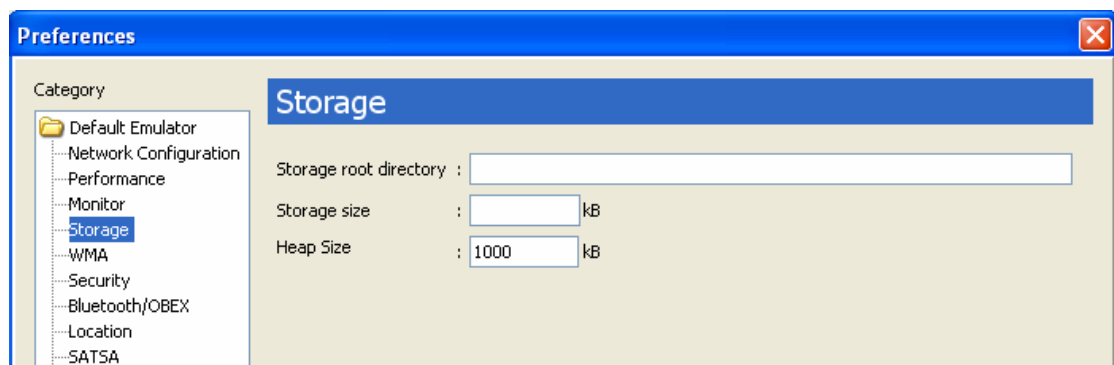 Preferences
Category
Default Emulator
Network Configuration
Performance
Monitor
Storage
WMA
Security
Bluetooth/OBEX
Location
SATSA
Storage
Storage root directory :
Storage size : kB
Heap Size : 1000 kB